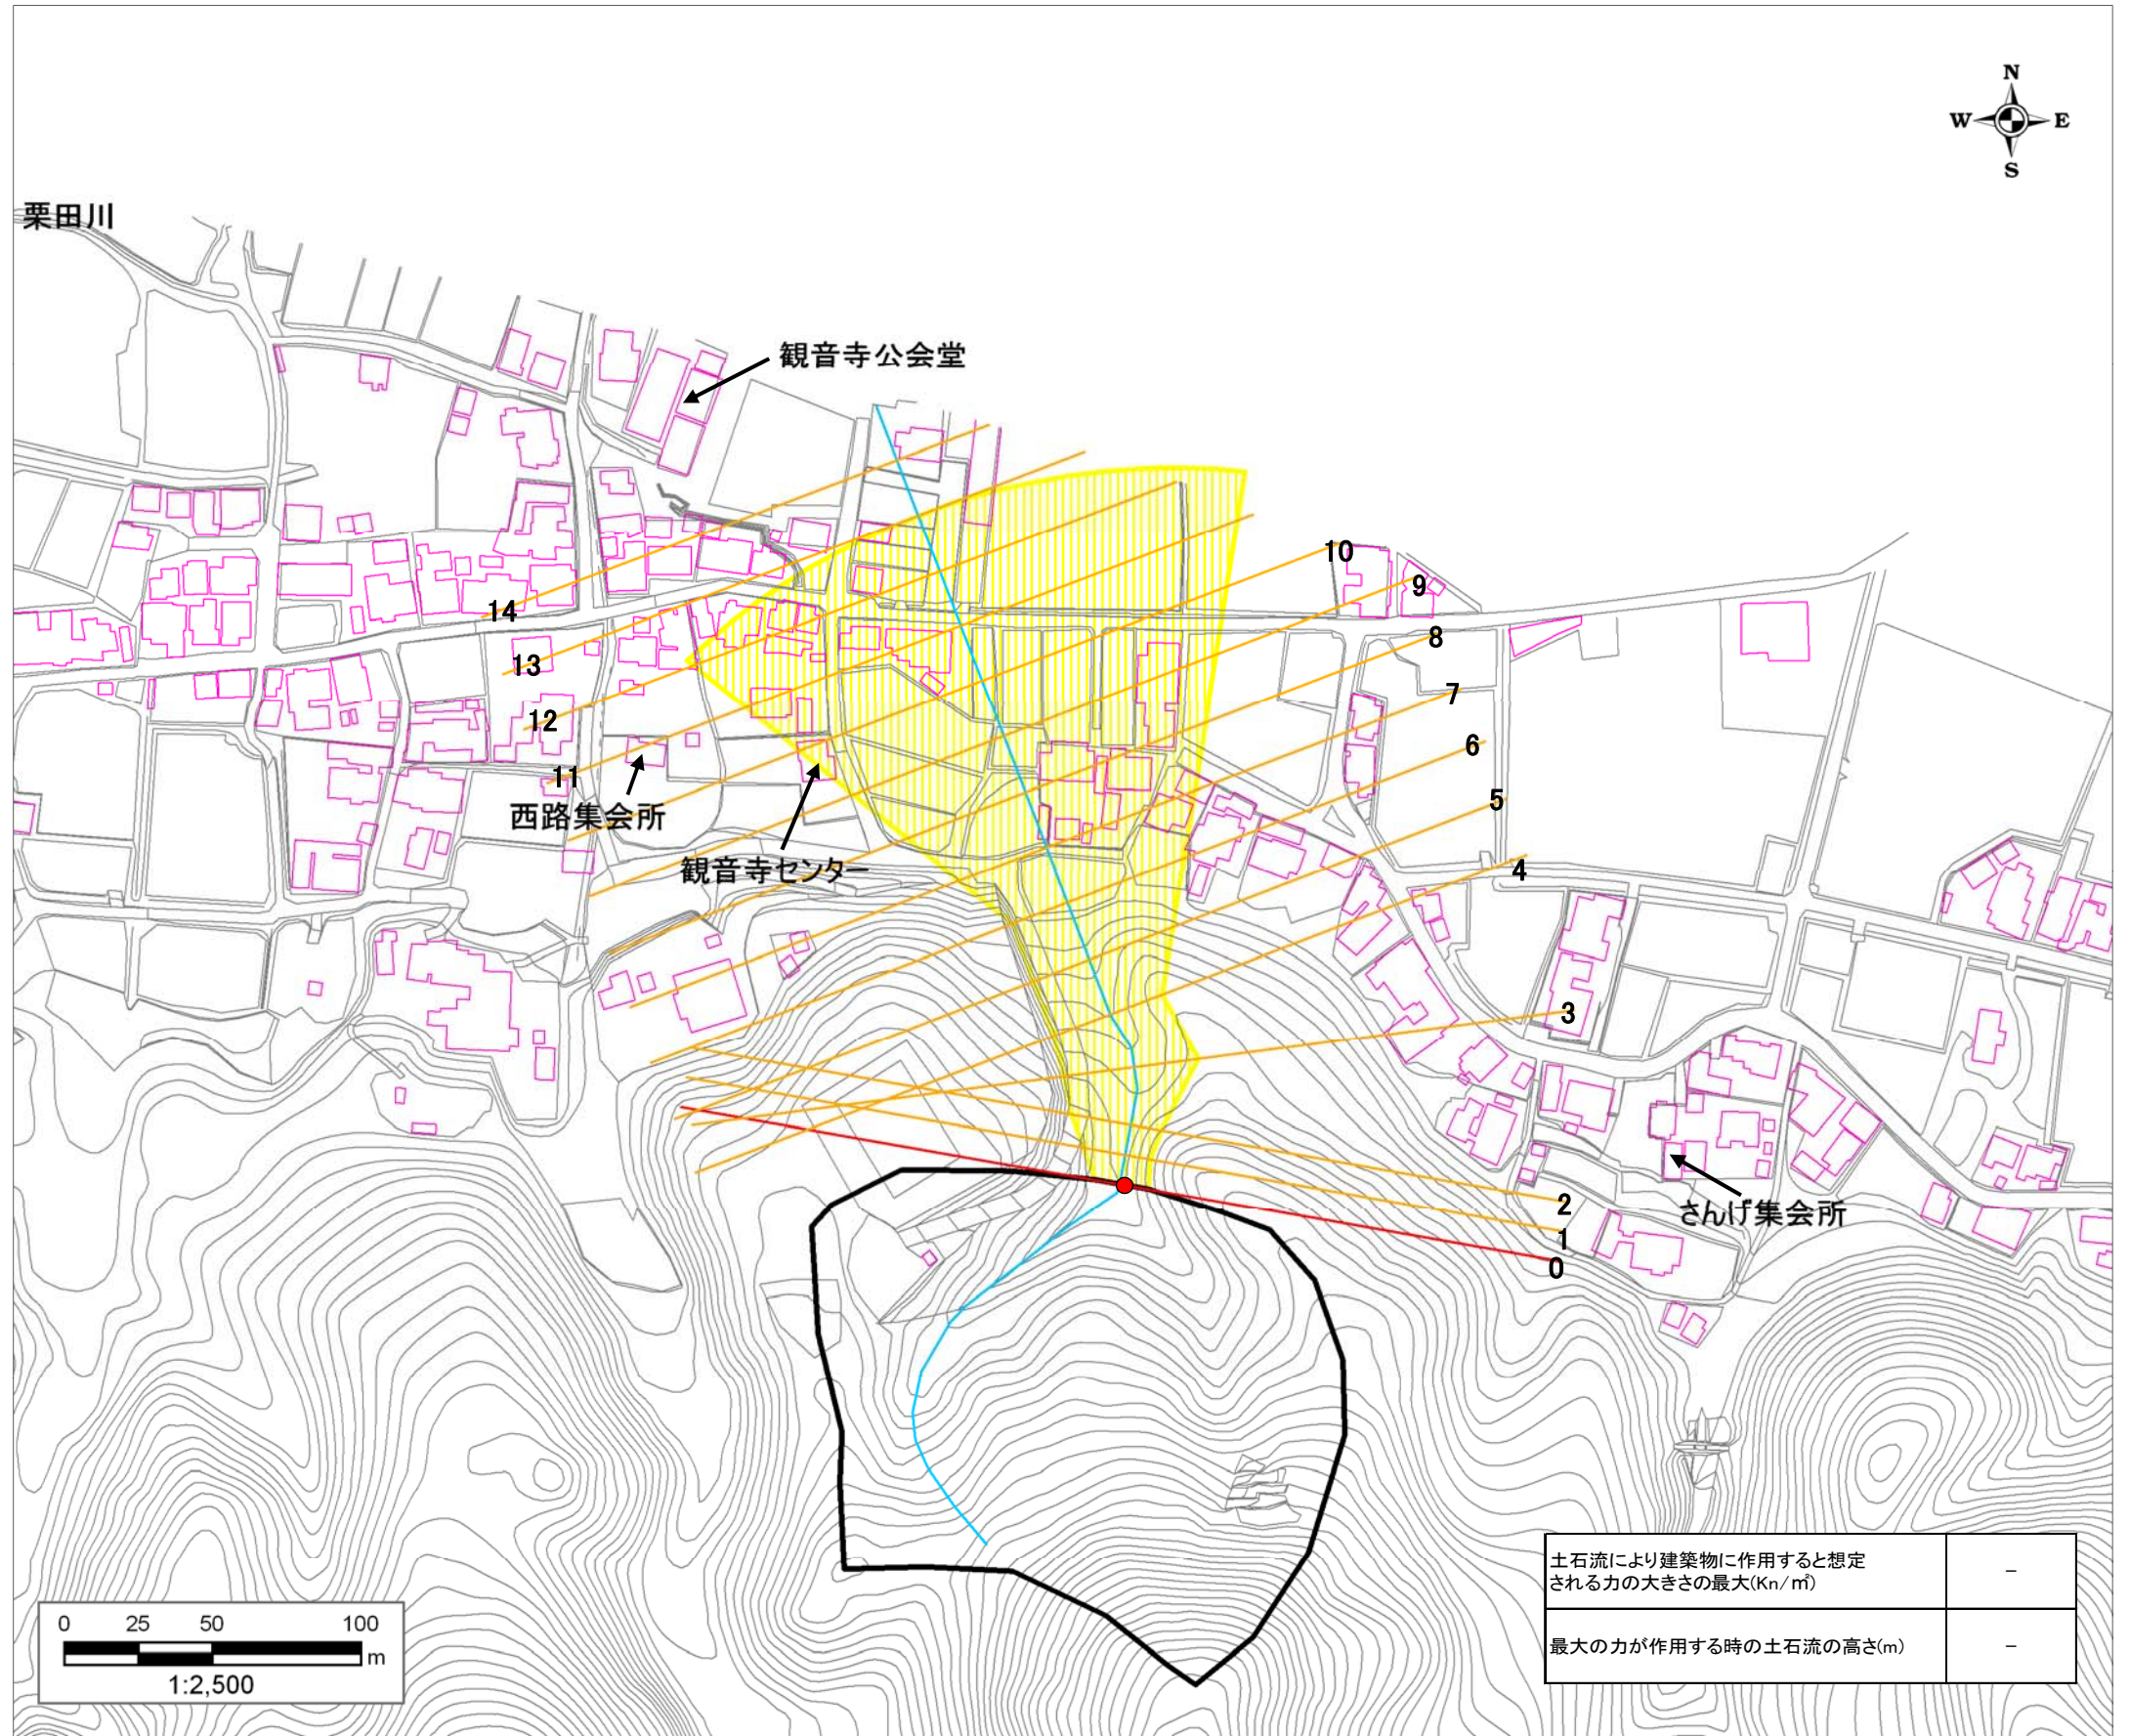 N
W E
S
栗田川
観音寺公会堂
10
9
14
8
13
7
12
6
11
5
西路集会所
観音寺センター
4
3
2
さんげ集会所
1
0
土石流により建築物に作用すると想定
される力の大きさの最大(Kn/㎡) −
最大の力が作用する時の土石流の高さ(m) −
0 25 50 100
m
1:2,500